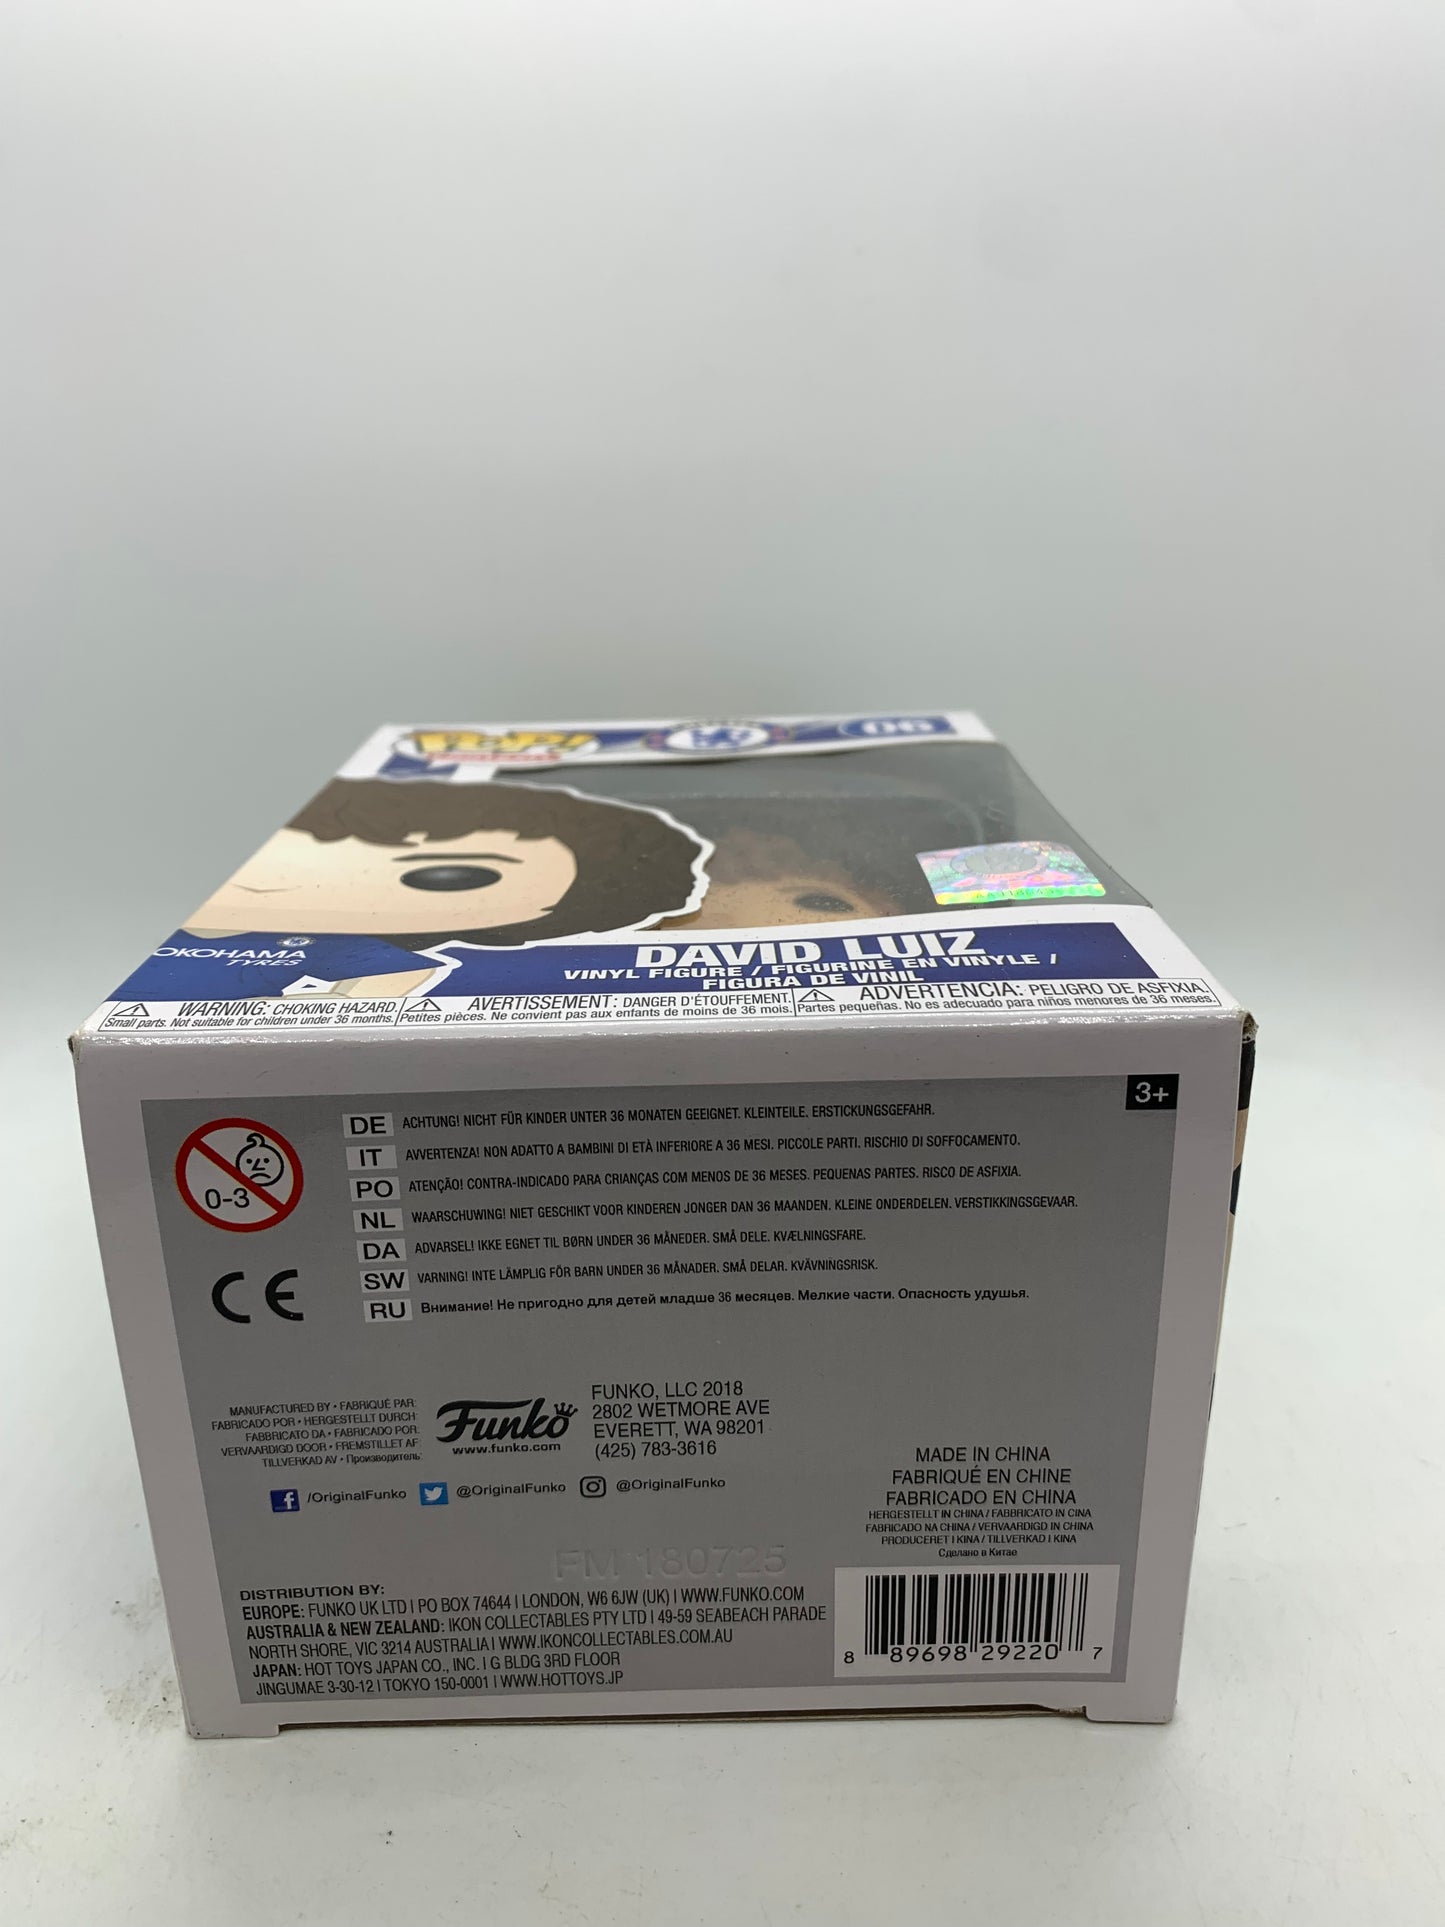 POP!
06
OKOHAMA
TYRES
DAVID LUIZ
VINYL FIGURE / FIGURINE EN VINYLE /
FIGURA DE VINIL
WARNING: CHOKING HAZARD.
Small parts. Not suitable for children under 36 months.
AVERTISSEMENT: DANGER D'ÉTOUFFEMENT.
Petites pièces. Ne convient pas aux enfants de moins de 36 mois.
ADVERTENCIA: PELIGRO DE ASFIXIA.
Partes pequeñas. No es adecuado para niños menores de 36 meses.
3+
0-3
DE ACHTUNG! NICHT FÜR KINDER UNTER 36 MONATEN GEEIGNET. KLEINTEILE. ERSTICKUNGSGEFAHR.
IT AVVERTENZA! NON ADATTO A BAMBINI DI ETÀ INFERIORE A 36 MESI. PICCOLE PARTI. RISCHIO DI SOFFOCAMENTO.
PO ATENÇÃO! CONTRA-INDICADO PARA CRIANÇAS COM MENOS DE 36 MESES. PEQUENAS PARTES. RISCO DE ASFIXIA.
NL WAARSCHUWING! NIET GESCHIKT VOOR KINDEREN JONGER DAN 36 MAANDEN. KLEINE ONDERDELEN. VERSTIKKINGSGEVAAR.
DA ADVARSEL! IKKE EGNET TIL BØRN UNDER 36 MÅNEDER. SMÅ DELE. KVÆLNINGSFARE.
SW VARNING! INTE LÄMPLIG FÖR BARN UNDER 36 MÅNADER. SMÅ DELAR. KVÄVNINGSRISK.
RU Внимание! Не пригодно для детей младше 36 месяцев. Мелкие части. Опасность удушья.
CE
MANUFACTURED BY • FABRIQUÉ PAR:
FABRICADO POR • HERGESTELLT DURCH:
FABBRICATO DA • FABRICADO POR:
VERVAARDIGD DOOR • FREMSTILLET AF:
TILLVERKAD AV • Производитель:
Funko
www.funko.com
FUNKO, LLC 2018
2802 WETMORE AVE
EVERETT, WA 98201
(425) 783-3616
/OriginalFunko @OriginalFunko @OriginalFunko
MADE IN CHINA
FABRIQUÉ EN CHINE
FABRICADO EN CHINA
HERGESTELLT IN CHINA / FABBRICATO IN CINA
FABRICADO NA CHINA / VERVAARDIGD IN CHINA
PRODUCERET I KINA / TILLVERKAD I KINA
Сделано в Китае
FM 180725
DISTRIBUTION BY:
EUROPE: FUNKO UK LTD | PO BOX 74644 | LONDON, W6 6JW (UK) | WWW.FUNKO.COM
AUSTRALIA & NEW ZEALAND: IKON COLLECTABLES PTY LTD | 49-59 SEABEACH PARADE
NORTH SHORE, VIC 3214 AUSTRALIA | WWW.IKONCOLLECTABLES.COM.AU
JAPAN: HOT TOYS JAPAN CO., INC. | G BLDG 3RD FLOOR
JINGUMAE 3-30-12 | TOKYO 150-0001 | WWW.HOTTOYS.JP
8 89698 29220 7